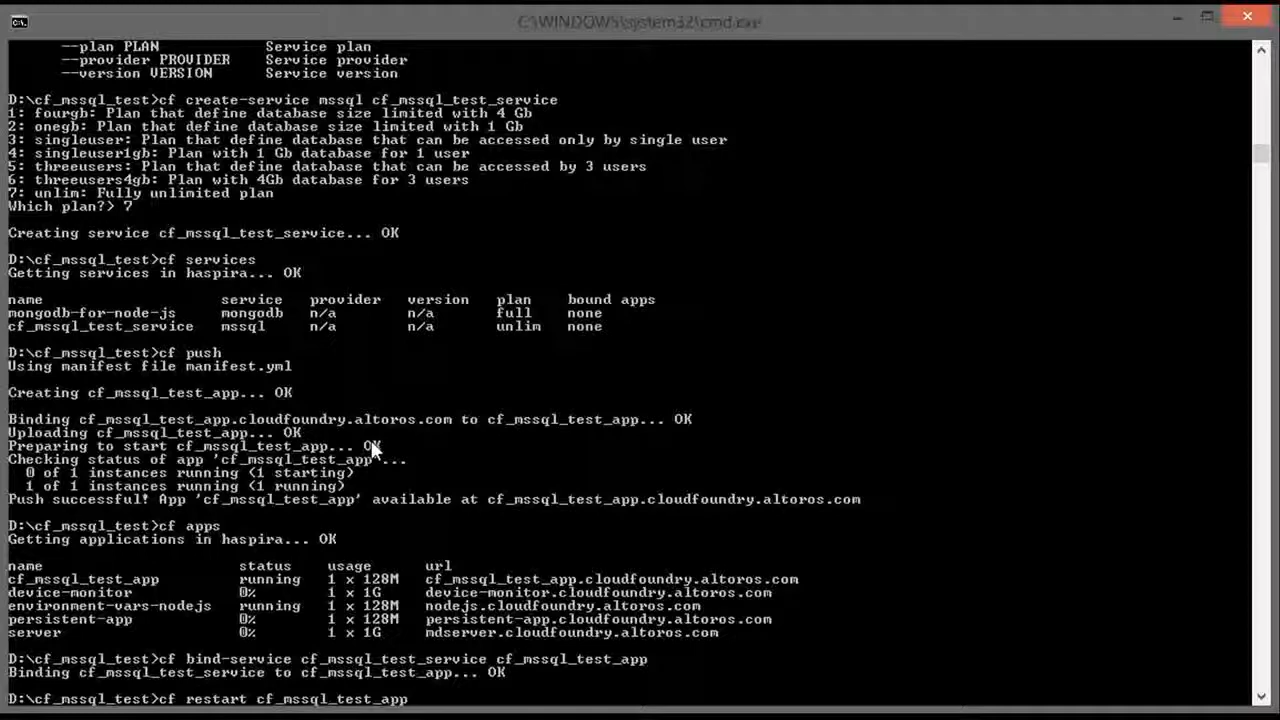 C:\WINDOWS\system32\cmd.exe
--plan PLAN Service plan
--provider PROVIDER Service provider
--version VERSION Service version
D:\cf_mssql_test>cf create-service mssql cf_mssql_test_service
1: fourgb: Plan that define database size limited with 4 Gb
2: onegb: Plan that define database size limited with 1 Gb
3: singleuser: Plan that define database that can be accessed only by single user
4: singleuser1gb: Plan with 1 Gb database for 1 user
5: threeusers: Plan that define database that can be accessed by 3 users
6: threeusers4gb: Plan with 4Gb database for 3 users
7: unlim: Fully unlimited plan
Which plan?> 7
Creating service cf_mssql_test_service... OK
D:\cf_mssql_test>cf services
Getting services in haspira... OK
name service provider version plan bound apps
mongodb-for-node-js mongodb n/a n/a full none
cf_mssql_test_service mssql n/a n/a unlim none
D:\cf_mssql_test>cf push
Using manifest file manifest.yml
Creating cf_mssql_test_app... OK
Binding cf_mssql_test_app.cloudfoundry.altoros.com to cf_mssql_test_app... OK
Uploading cf_mssql_test_app... OK
Preparing to start cf_mssql_test_app... OK
Checking status of app 'cf_mssql_test_app'...
0 of 1 instances running (1 starting)
1 of 1 instances running (1 running)
Push successful! App 'cf_mssql_test_app' available at cf_mssql_test_app.cloudfoundry.altoros.com
D:\cf_mssql_test>cf apps
Getting applications in haspira... OK
name status usage url
cf_mssql_test_app running 1 x 128M cf_mssql_test_app.cloudfoundry.altoros.com
device-monitor 0% 1 x 1G device-monitor.cloudfoundry.altoros.com
environment-vars-nodejs running 1 x 128M nodejs.cloudfoundry.altoros.com
persistent-app 0% 1 x 128M persistent-app.cloudfoundry.altoros.com
server 0% 1 x 1G mdserver.cloudfoundry.altoros.com
D:\cf_mssql_test>cf bind-service cf_mssql_test_service cf_mssql_test_app
Binding cf_mssql_test_service to cf_mssql_test_app... OK
D:\cf_mssql_test>cf restart cf_mssql_test_app